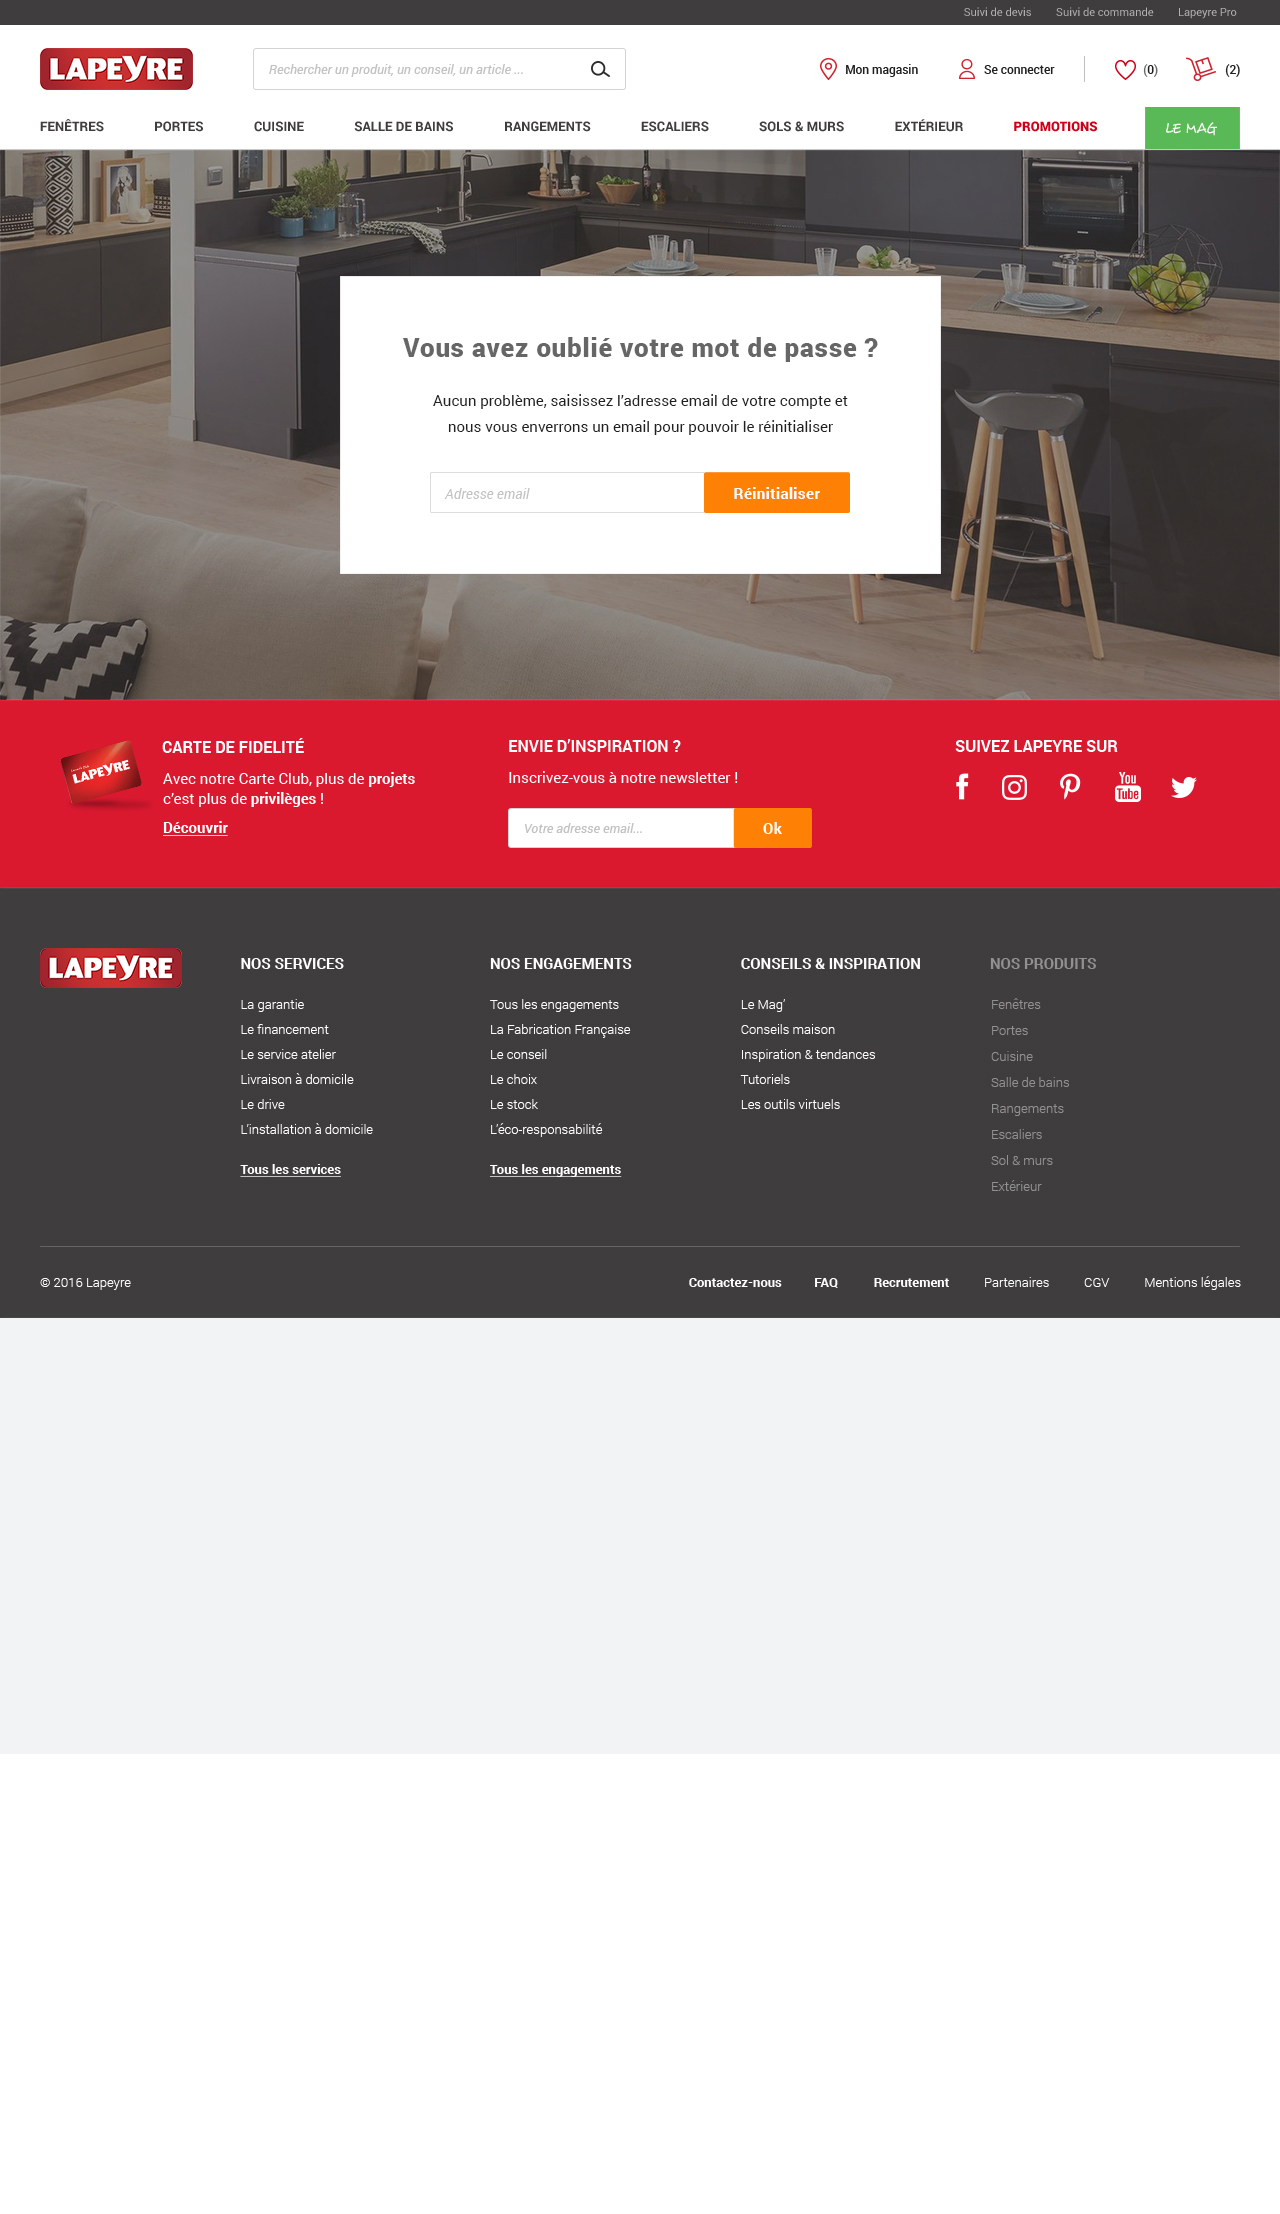 Suivi de devis Suivi de commande Lapeyre Pro
LAPEYRE
Rechercher un produit, un conseil, un article ...
Mon magasin
Se connecter
(0)
(2)
FENÊTRES PORTES CUISINE SALLE DE BAINS RANGEMENTS ESCALIERS SOLS & MURS EXTÉRIEUR PROMOTIONS LE MAG
Vous avez oublié votre mot de passe ?
Aucun problème, saisissez l’adresse email de votre compte et
nous vous enverrons un email pour pouvoir le réinitialiser
Adresse email
Réinitialiser
LAPEYRE
CARTE DE FIDELITÉ
Avec notre Carte Club, plus de projets
c’est plus de privilèges !
Découvrir
ENVIE D’INSPIRATION ?
Inscrivez-vous à notre newsletter !
Votre adresse email...
Ok
SUIVEZ LAPEYRE SUR
You
Tube
LAPEYRE
NOS SERVICES
La garantie
Le financement
Le service atelier
Livraison à domicile
Le drive
L’installation à domicile
Tous les services
NOS ENGAGEMENTS
Tous les engagements
La Fabrication Française
Le conseil
Le choix
Le stock
L’éco-responsabilité
Tous les engagements
CONSEILS & INSPIRATION
Le Mag’
Conseils maison
Inspiration & tendances
Tutoriels
Les outils virtuels
NOS PRODUITS
Fenêtres
Portes
Cuisine
Salle de bains
Rangements
Escaliers
Sol & murs
Extérieur
© 2016 Lapeyre
Contactez-nous FAQ Recrutement Partenaires CGV Mentions légales